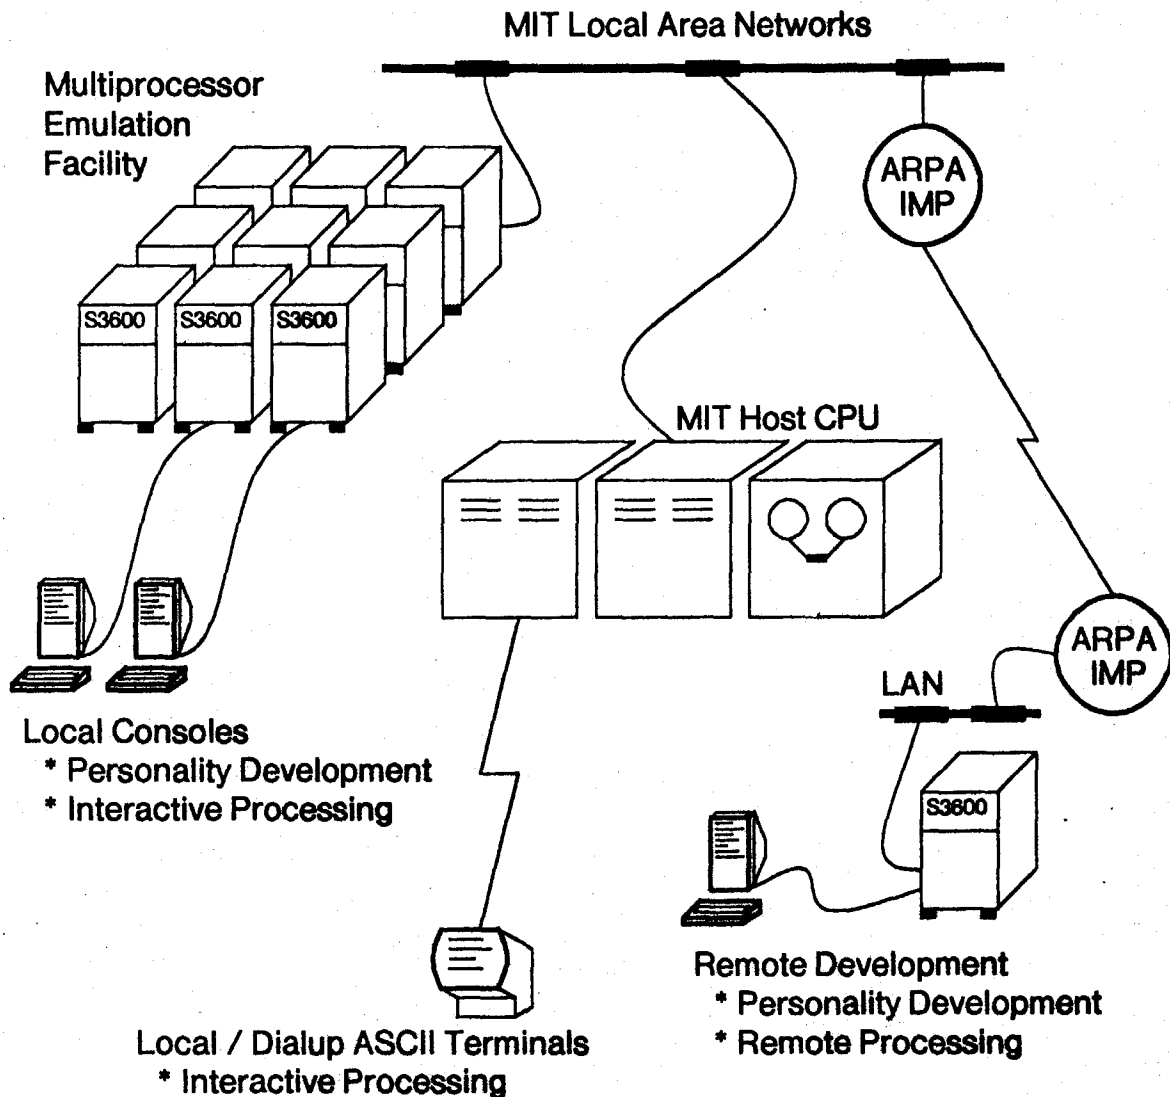 MIT Local Area Networks
Multiprocessor
Emulation
Facility
ARPA
IMP
S3600
S3600
S3600
MIT Host CPU
ARPA
IMP
LAN
Local Consoles
* Personality Development
* Interactive Processing
S3600
Remote Development
* Personality Development
* Remote Processing
Local / Dialup ASCII Terminals
* Interactive Processing